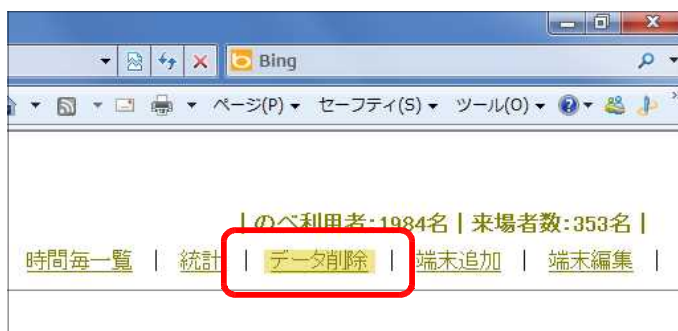 Bing
ページ(P) セーフティ(S) ツール(O)
| のべ利用者:1984名 | 来場者数:353名 |
時間毎一覧 | 統計 | データ削除 | 端末追加 | 端末編集 |